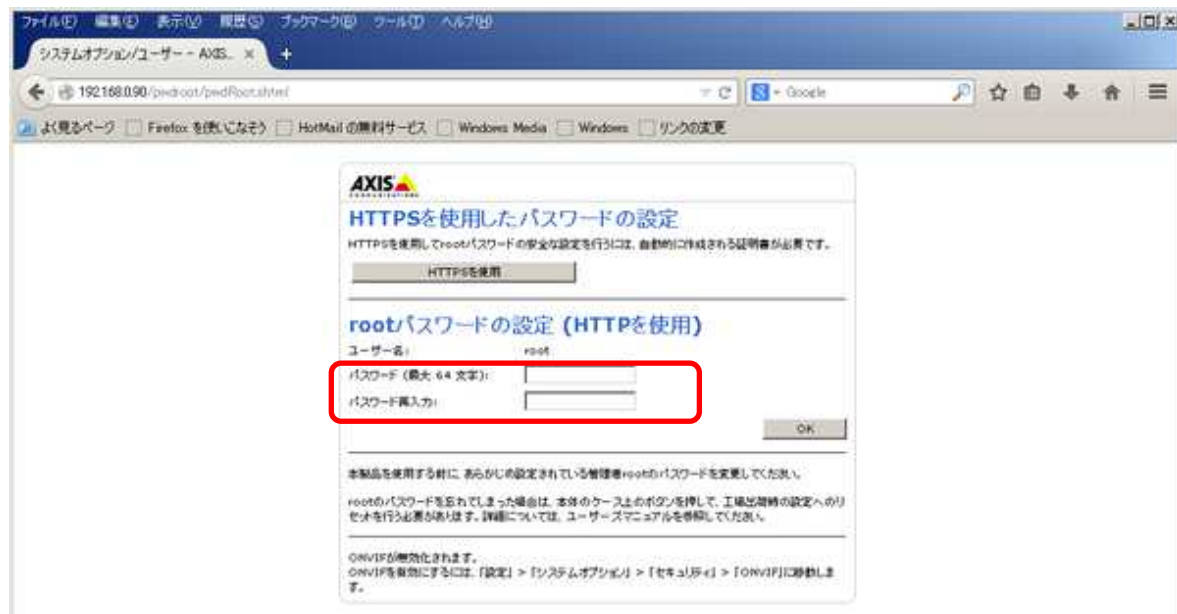 ファイル(F) 編集(E) 表示(V) 履歴(S) ブックマーク(B) ツール(T) ヘルプ(H)
システムオプション/ユーザー - AXIS... × +
192.168.0.90/pwdroot/pwdRoot.shtml
Google
よく見るページ Firefox を使いこなそう HotMail の無料サービス Windows Media Windows リンクの変更
AXIS
COMMUNICATIONS
HTTPSを使用したパスワードの設定
HTTPSを使用してrootパスワードの安全な設定を行うには、自動的に作成される証明書が必要です。
HTTPSを使用
rootパスワードの設定 (HTTPを使用)
ユーザー名: root
パスワード (最大 64 文字):
パスワード再入力:
OK
本製品を使用する前に、あらかじめ設定されている管理者rootのパスワードを変更してください。
rootのパスワードを忘れてしまった場合は、本体のケース上のボタンを押して、工場出荷時の設定へのリ
セットを行う必要があります。詳細については、ユーザーズマニュアルを参照してください。
ONVIFが無効化されます。
ONVIFを有効にするには、「設定」 > 「システムオプション」 > 「セキュリティ」 > 「ONVIF」に移動しま
す。